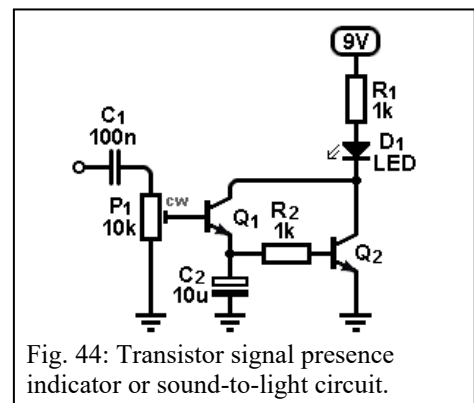 9V
R1
1k
C1
100n
D1
LED
P1
10k
cw
Q1
R2
1k
Q2
C2
10u
Fig. 44: Transistor signal presence
indicator or sound-to-light circuit.